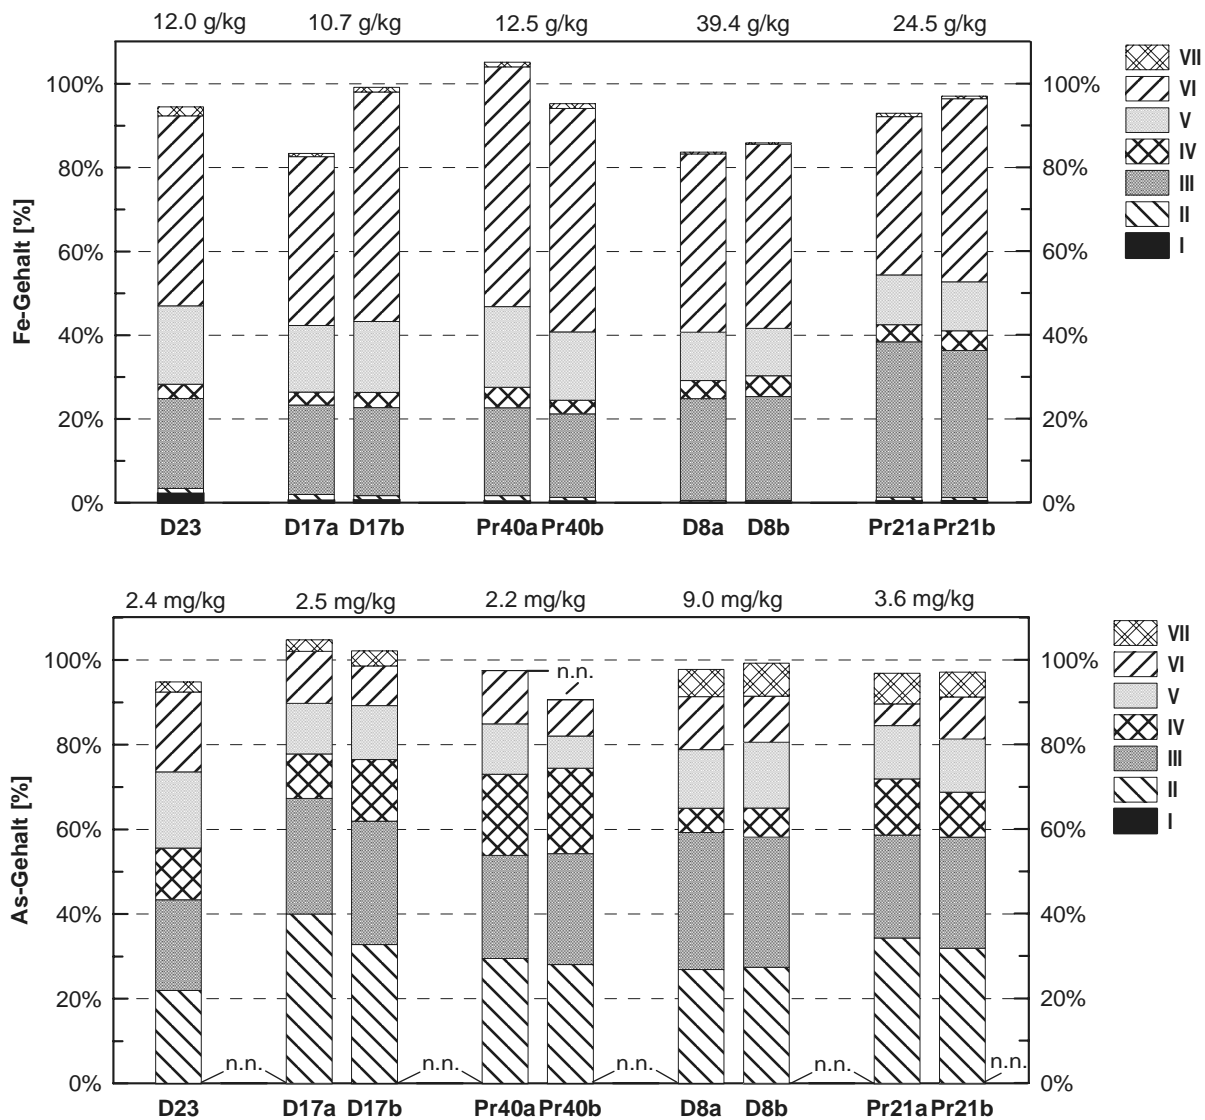 12.0 g/kg 10.7 g/kg 12.5 g/kg 39.4 g/kg 24.5 g/kg
Fe-Gehalt [%]
100% 100%
80% 80%
60% 60%
40% 40%
20% 20%
0% 0%
VII
VI
V
IV
III
II
I
D23 D17a D17b Pr40a Pr40b D8a D8b Pr21a Pr21b
2.4 mg/kg 2.5 mg/kg 2.2 mg/kg 9.0 mg/kg 3.6 mg/kg
As-Gehalt [%]
100% 100%
n.n.
80% 80%
60% 60%
40% 40%
20% 20%
n.n. n.n. n.n. n.n. n.n.
0% 0%
VII
VI
V
IV
III
II
I
D23 D17a D17b Pr40a Pr40b D8a D8b Pr21a Pr21b